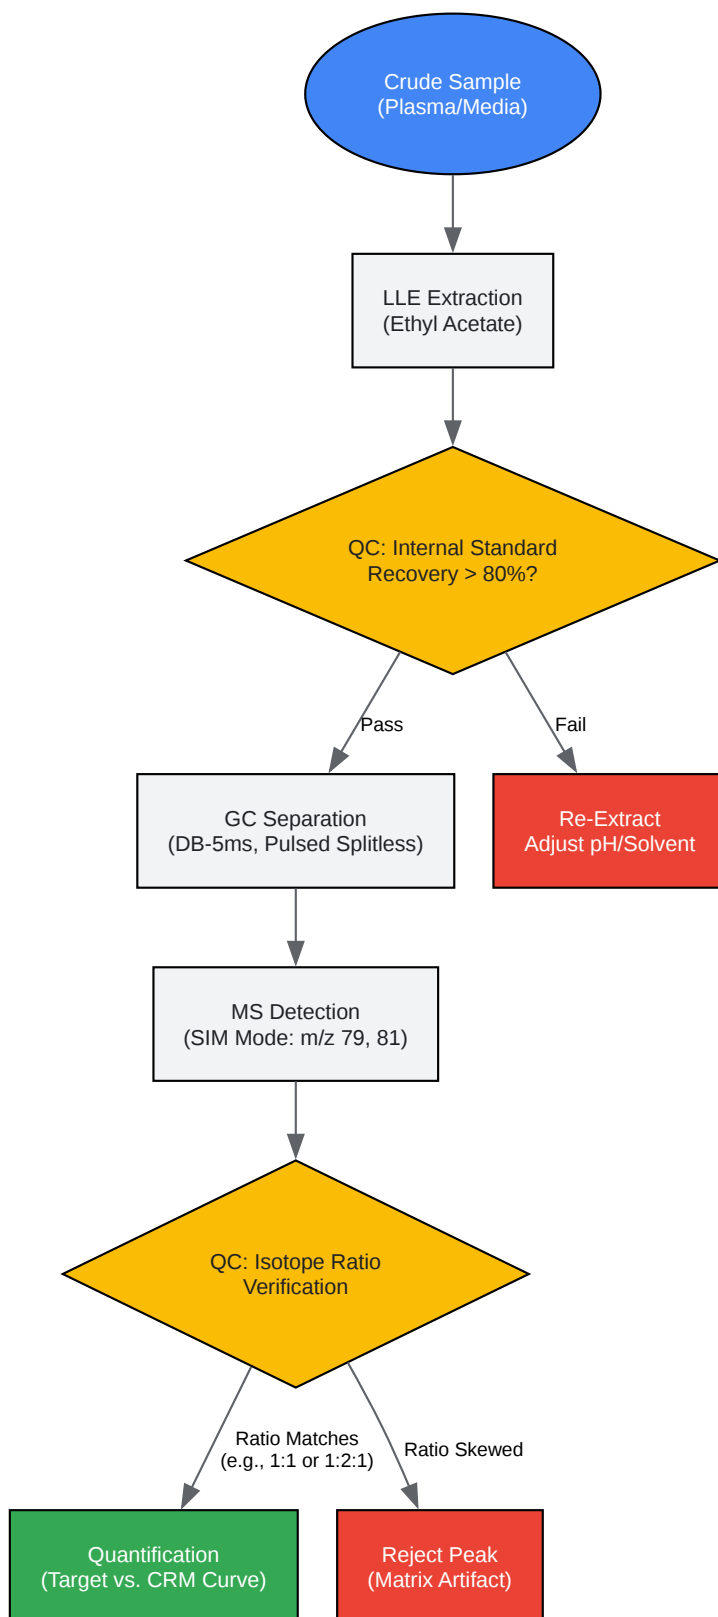 Crude Sample
(Plasma/Media)
LLE Extraction
(Ethyl Acetate)
QC: Internal Standard
Recovery > 80%?
Pass
Fail
GC Separation
(DB-5ms, Pulsed Splitless)
Re-Extract
Adjust pH/Solvent
MS Detection
(SIM Mode: m/z 79, 81)
QC: Isotope Ratio
Verification
Ratio Matches
(e.g., 1:1 or 1:2:1)
Ratio Skewed
Quantification
(Target vs. CRM Curve)
Reject Peak
(Matrix Artifact)